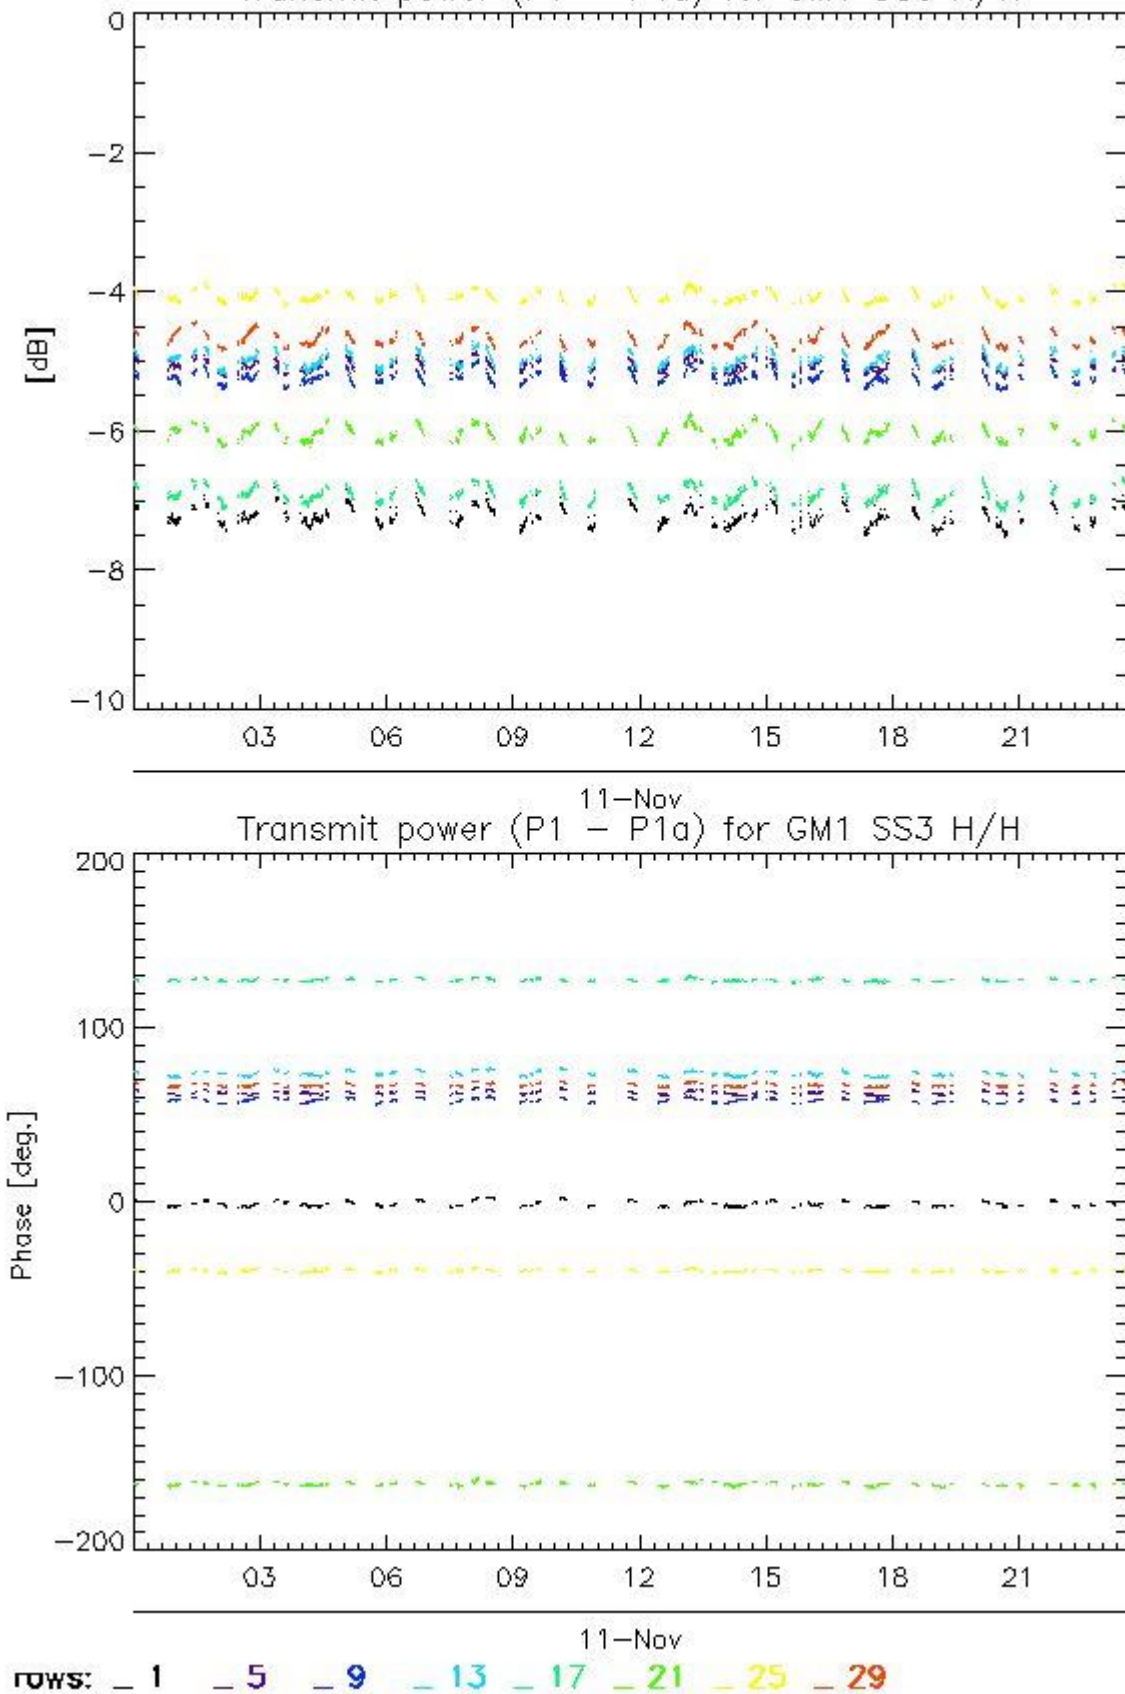 0
−2
−4
[dB]
−6
−8
−10
03 06 09 12 15 18 21
11−Nov
Transmit power (P1 − P1a) for GM1 SS3 H/H
200
100
0
Phase [deg.]
−100
−200
03 06 09 12 15 18 21
11−Nov
rows: _ 1 _ 5 _ 9 _ 13 _ 17 _ 21 _ 25 _ 29